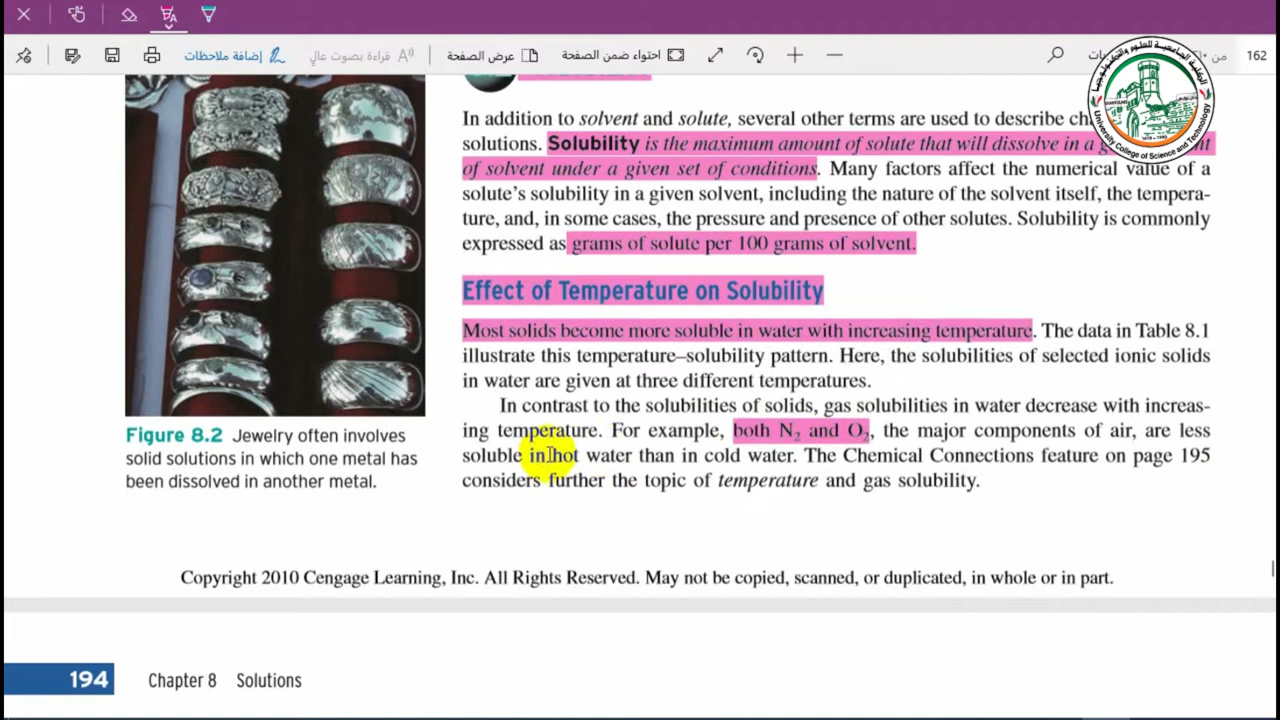 إضافة ملاحظات
قراءة بصوت عالٍ
عرض الصفحة
احتواء ضمن الصفحة
من
162
University College of Science and Technology
In addition to solvent and solute, several other terms are used to describe
solutions. Solubility is the maximum amount of solute that will dissolve in a
of solvent under a given set of conditions. Many factors affect the numerical value of a
solute's solubility in a given solvent, including the nature of the solvent itself, the tempera-
ture, and, in some cases, the pressure and presence of other solutes. Solubility is commonly
expressed as grams of solute per 100 grams of solvent.
Effect of Temperature on Solubility
Most solids become more soluble in water with increasing temperature. The data in Table 8.1
illustrate this temperature–solubility pattern. Here, the solubilities of selected ionic solids
in water are given at three different temperatures.
In contrast to the solubilities of solids, gas solubilities in water decrease with increas-
ing temperature. For example, both N₂ and O₂, the major components of air, are less
soluble in hot water than in cold water. The Chemical Connections feature on page 195
considers further the topic of temperature and gas solubility.
Figure 8.2 Jewelry often involves
solid solutions in which one metal has
been dissolved in another metal.
Copyright 2010 Cengage Learning, Inc. All Rights Reserved. May not be copied, scanned, or duplicated, in whole or in part.
194 Chapter 8 Solutions